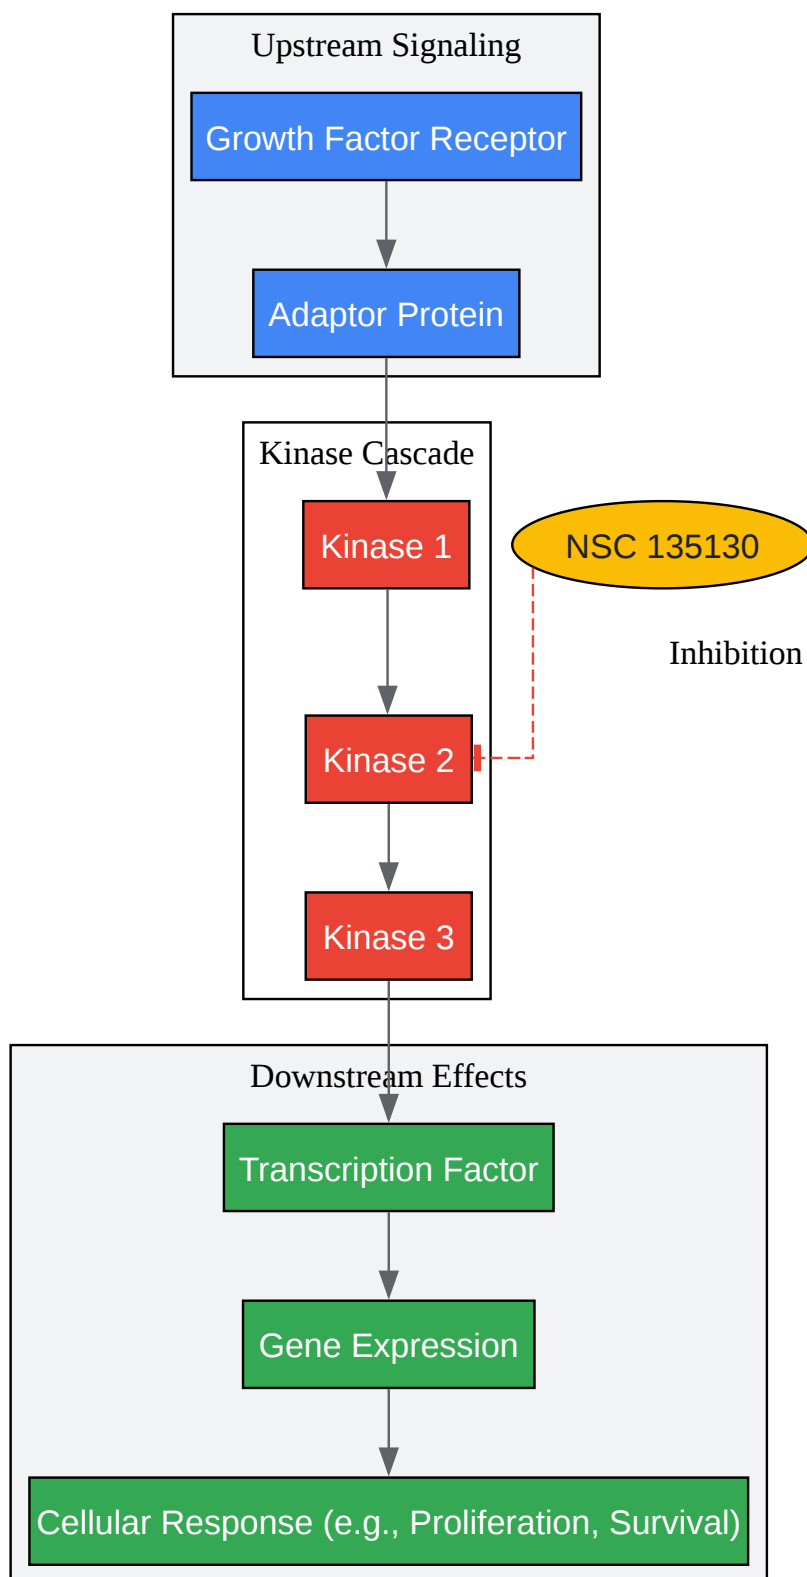 Upstream Signaling
Growth Factor Receptor
Adaptor Protein
Kinase Cascade
Kinase 1
NSC 135130
Inhibition
Kinase 2
Kinase 3
Downstream Effects
Transcription Factor
Gene Expression
Cellular Response (e.g., Proliferation, Survival)